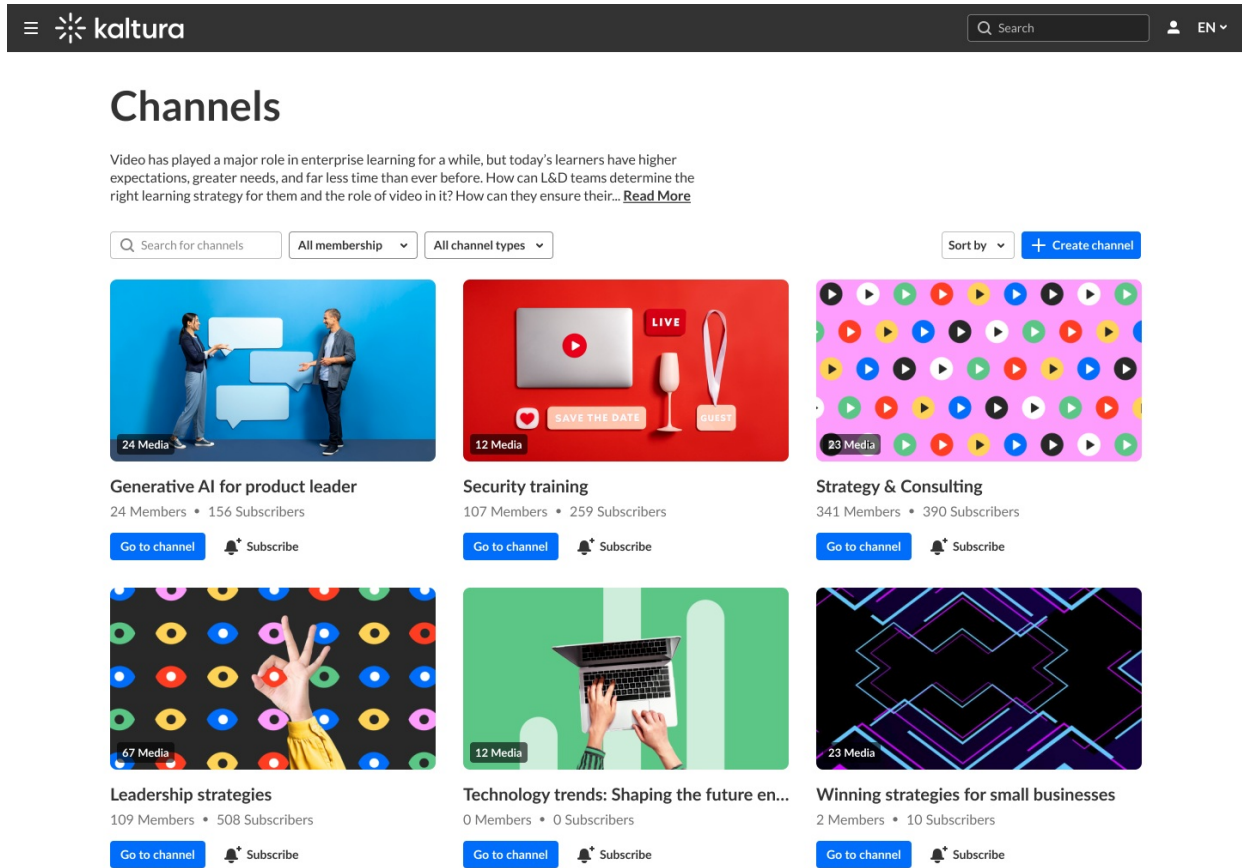 kaltura
Search
EN
Channels
Video has played a major role in enterprise learning for a while, but today's learners have higher
expectations, greater needs, and far less time than ever before. How can L&D teams determine the
right learning strategy for them and the role of video in it? How can they ensure their... Read More
Search for channels
All membership
All channel types
Sort by
Create channel
LIVE
SAVE THE DATE
GUEST
24 Media
12 Media
23 Media
Generative AI for product leader
24 Members • 156 Subscribers
Go to channel
Subscribe
Security training
107 Members • 259 Subscribers
Go to channel
Subscribe
Strategy & Consulting
341 Members • 390 Subscribers
Go to channel
Subscribe
67 Media
12 Media
23 Media
Leadership strategies
109 Members • 508 Subscribers
Go to channel
Subscribe
Technology trends: Shaping the future en...
0 Members • 0 Subscribers
Go to channel
Subscribe
Winning strategies for small businesses
2 Members • 10 Subscribers
Go to channel
Subscribe